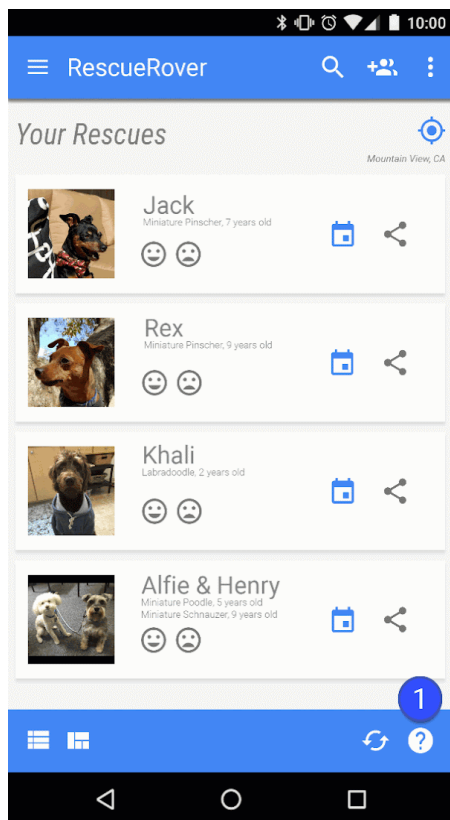 10:00
RescueRover
Your Rescues
Mountain View, CA
Jack
Miniature Pinscher, 7 years old
Rex
Miniature Pinscher, 9 years old
Khali
Labradoodle, 2 years old
Alfie & Henry
Miniature Poodle, 5 years old
Miniature Schnauzer, 9 years old
1
?